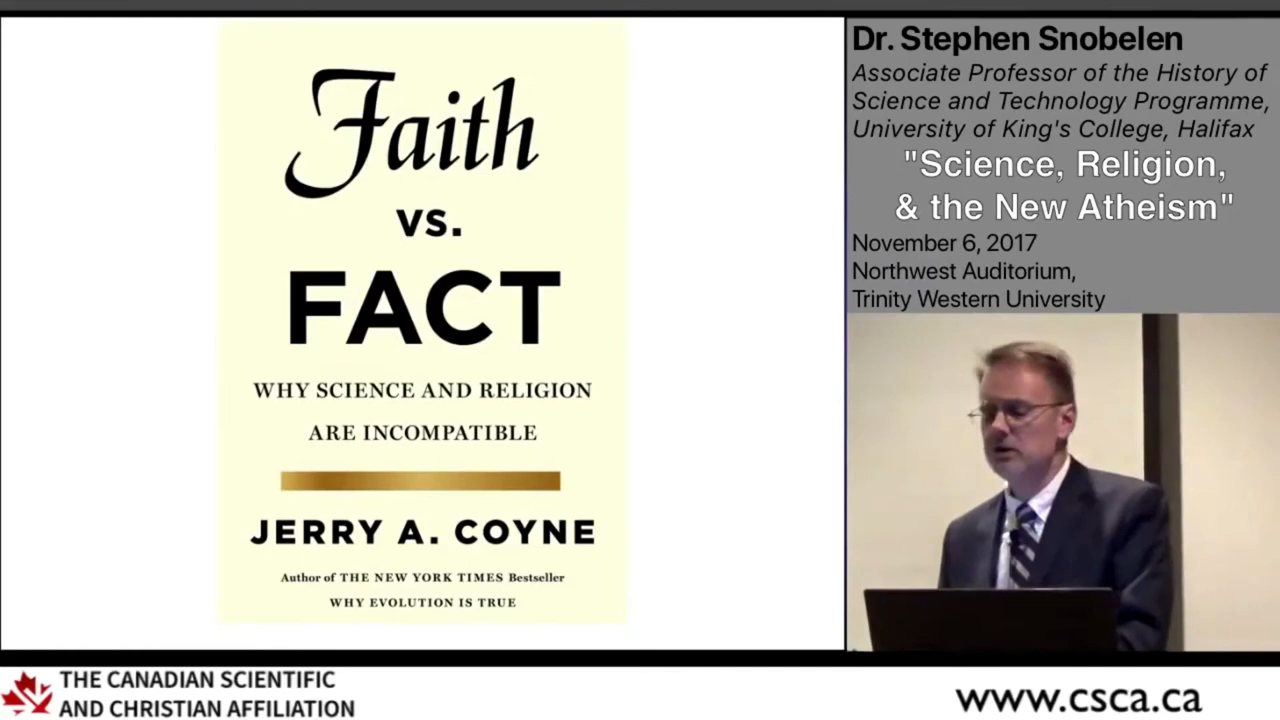 Faith
VS.
FACT
WHY SCIENCE AND RELIGION
ARE INCOMPATIBLE
JERRY A. COYNE
Author of THE NEW YORK TIMES Bestseller
WHY EVOLUTION IS TRUE
Dr. Stephen Snobelen
Associate Professor of the History of
Science and Technology Programme,
University of King's College, Halifax
"Science, Religion,
& the New Atheism"
November 6, 2017
Northwest Auditorium,
Trinity Western University
THE CANADIAN SCIENTIFIC
AND CHRISTIAN AFFILIATION
www.csca.ca